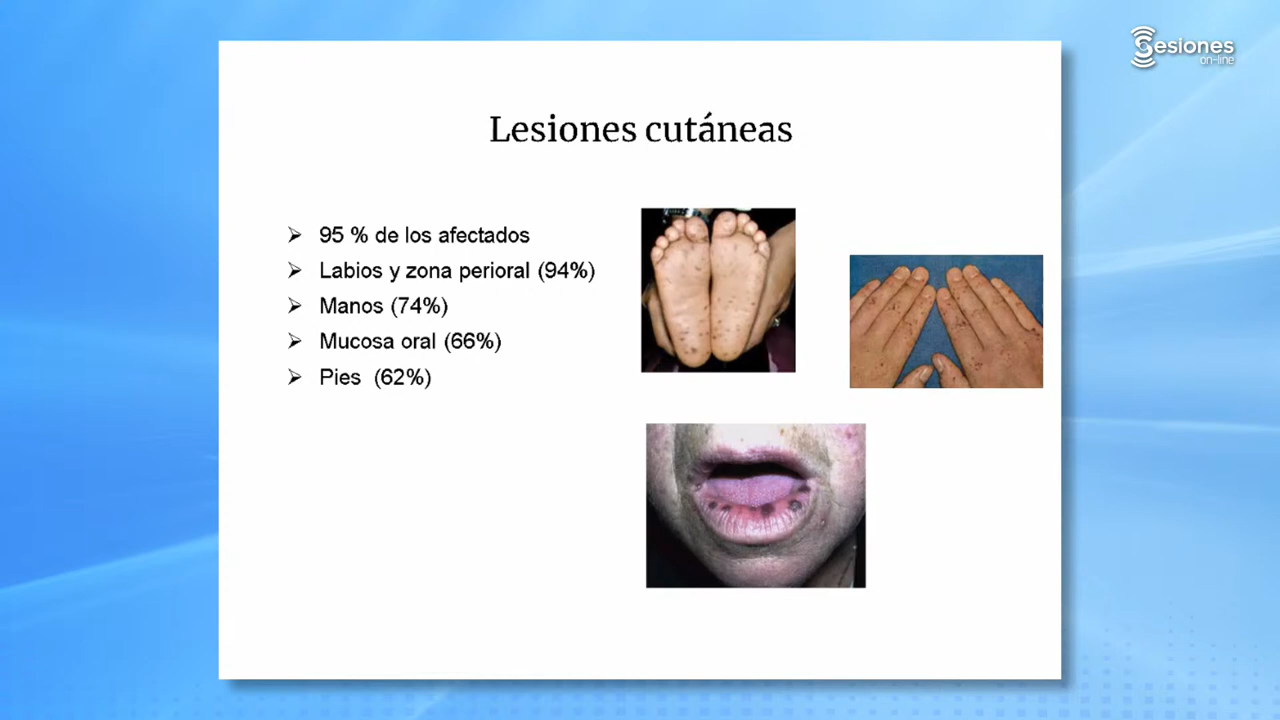 Sesiones
on-line
Lesiones cutáneas
95 % de los afectados
Labios y zona perioral (94%)
Manos (74%)
Mucosa oral (66%)
Pies (62%)